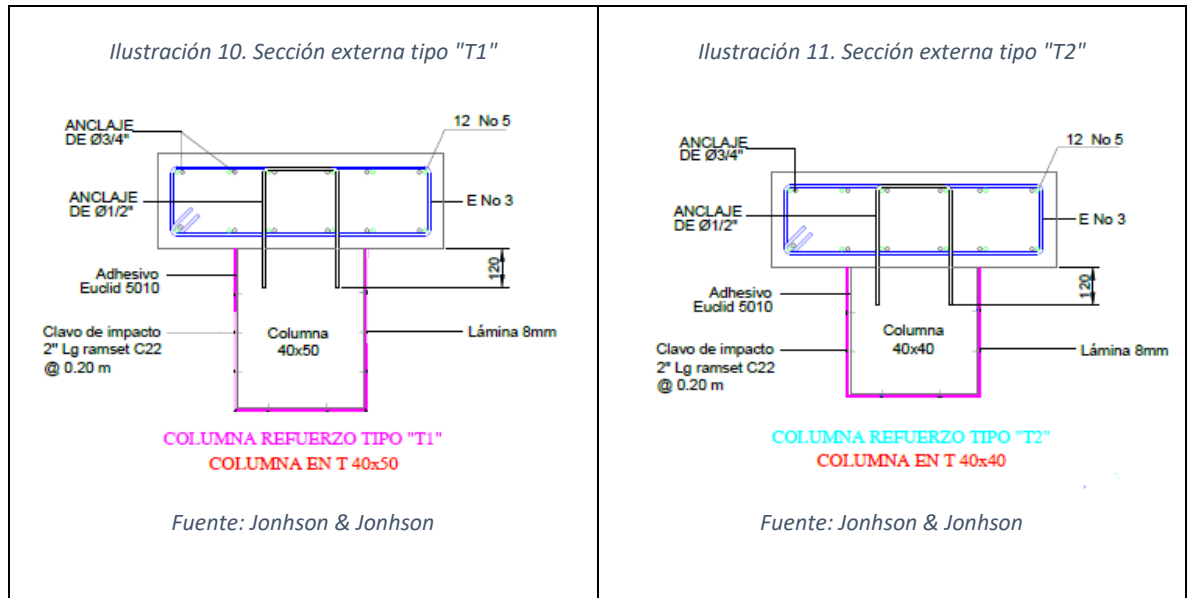 Ilustración 10. Sección externa tipo "T1"
ANCLAJE
DE Ø3/4"
12 No 5
ANCLAJE
DE Ø1/2"
E No 3
120
Adhesivo
Euclid 5010
Clavo de impacto
2" Lg ramset C22
@ 0.20 m
Columna
40x50
Lámina 8mm
COLUMNA REFUERZO TIPO "T1"
COLUMNA EN T 40x50
Fuente: Jonhson & Jonhson
Ilustración 11. Sección externa tipo "T2"
ANCLAJE
DE Ø3/4"
12 No 5
ANCLAJE
DE Ø1/2"
E No 3
120
Adhesivo
Euclid 5010
Clavo de impacto
2" Lg ramset C22
@ 0.20 m
Columna
40x40
Lámina 8mm
COLUMNA REFUERZO TIPO "T2"
COLUMNA EN T 40x40
Fuente: Jonhson & Jonhson